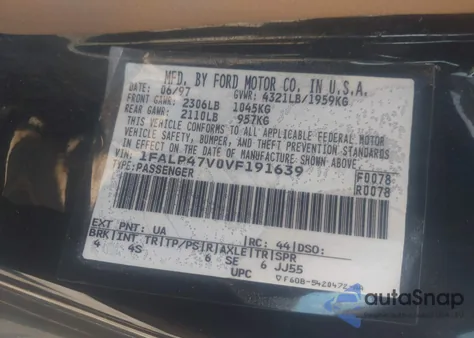 MFD. BY FORD MOTOR CO. IN U.S.A.
DATE: 06/97 GVWR: 4321LB/1959KG
FRONT GAWR: 2306LB 1045KG
REAR GAWR: 2110LB 957KG
THIS VEHICLE CONFORMS TO ALL APPLICABLE FEDERAL MOTOR
VEHICLE SAFETY, BUMPER, AND THEFT PREVENTION STANDARDS
IN EFFECT ON THE DATE OF MANUFACTURE SHOWN ABOVE.
VIN: 1FALP47V0VF191639
TYPE: PASSENGER
F0078
R0078
EXT PNT: UA RC: 44 DSO:
BRK INT TR TP/PS R AXLE TR SPR
4 4S 6 SE 6 JJ55
UPC
autaSnap